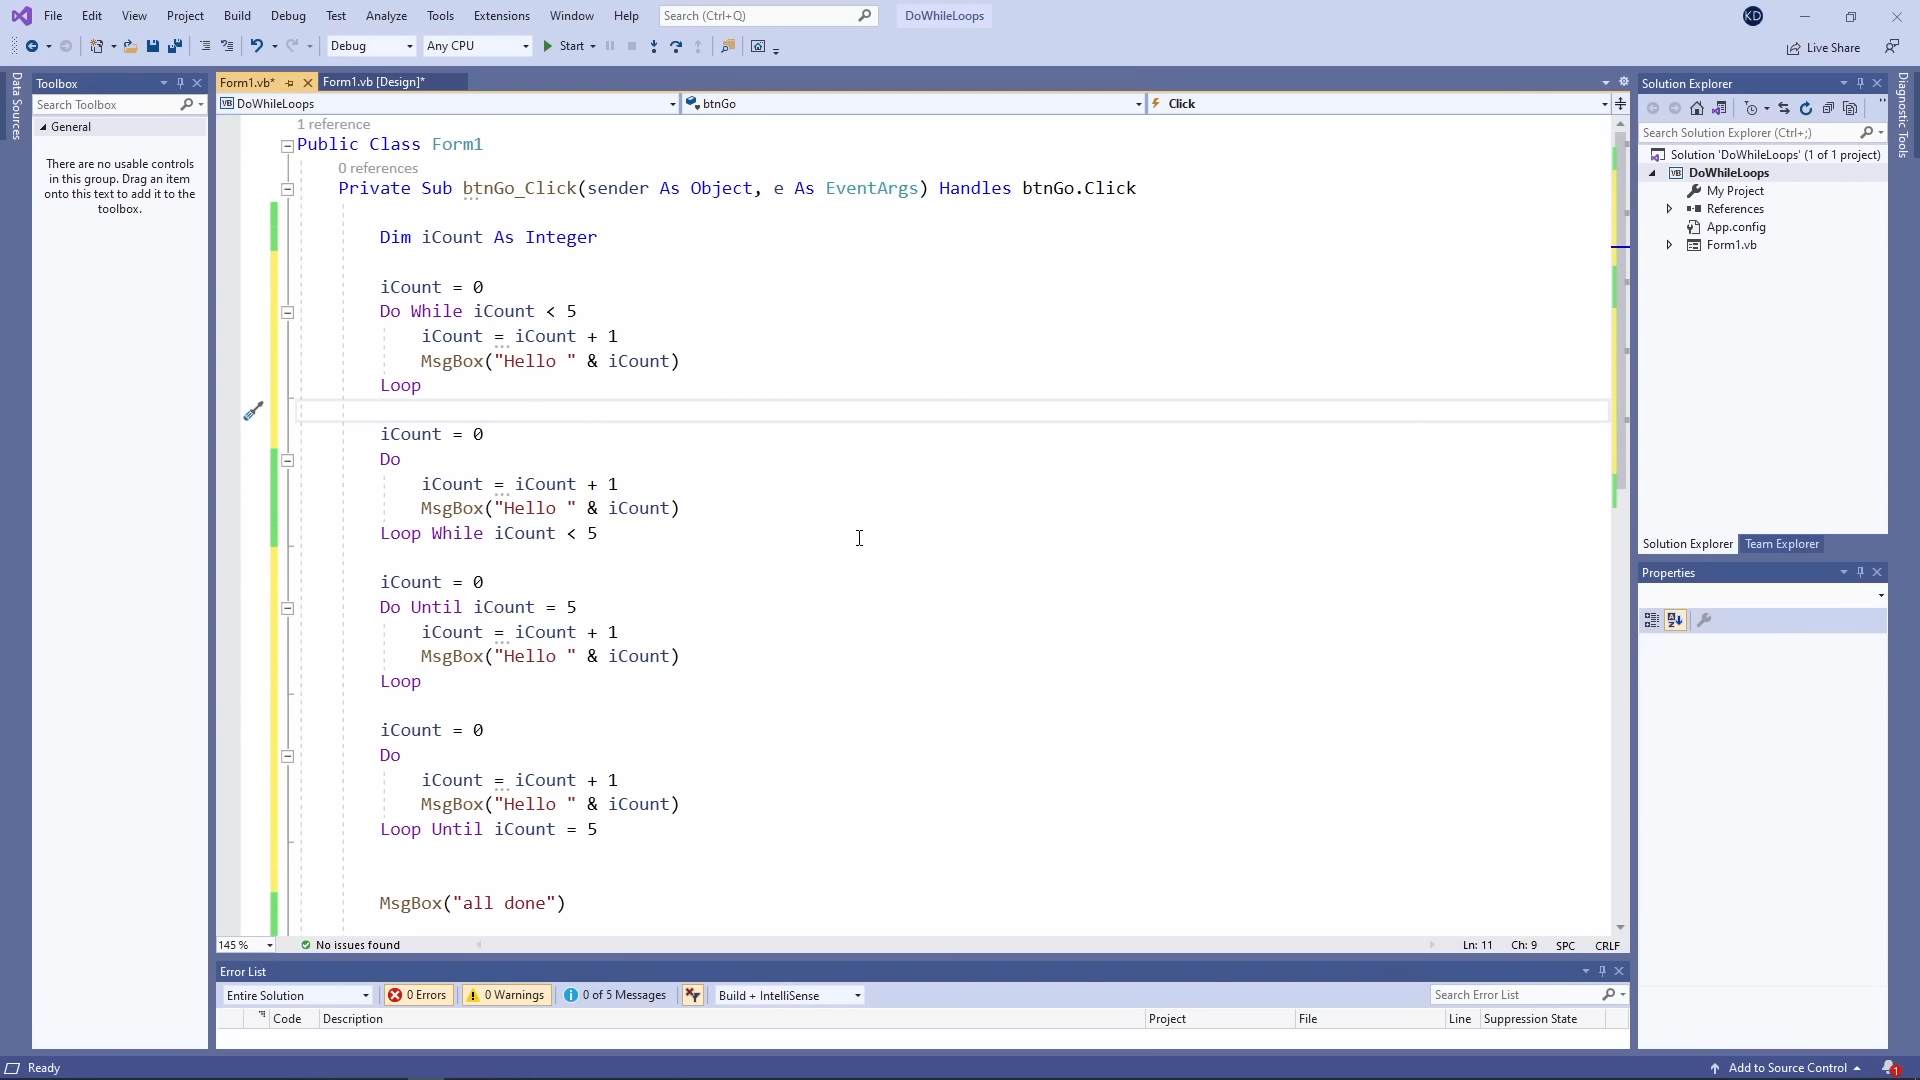 File Edit View Project Build Debug Test Analyze Tools Extensions Window Help Search (Ctrl+Q) DoWhileLoops KD
Debug Any CPU Start Live Share
Data Sources
Toolbox
Search Toolbox
General
There are no usable controls
in this group. Drag an item
onto this text to add it to the
toolbox.
Form1.vb* Form1.vb [Design]*
VB DoWhileLoops btnGo Click
1 reference
Public Class Form1
0 references
Private Sub btnGo_Click(sender As Object, e As EventArgs) Handles btnGo.Click
Dim iCount As Integer
iCount = 0
Do While iCount < 5
iCount = iCount + 1
MsgBox("Hello " & iCount)
Loop
iCount = 0
Do
iCount = iCount + 1
MsgBox("Hello " & iCount)
Loop While iCount < 5
iCount = 0
Do Until iCount = 5
iCount = iCount + 1
MsgBox("Hello " & iCount)
Loop
iCount = 0
Do
iCount = iCount + 1
MsgBox("Hello " & iCount)
Loop Until iCount = 5
MsgBox("all done")
145 % No issues found Ln: 11 Ch: 9 SPC CRLF
Error List
Entire Solution 0 Errors 0 Warnings 0 of 5 Messages Build + IntelliSense Search Error List
Code Description Project File Line Suppression State
Solution Explorer
Search Solution Explorer (Ctrl+;)
Solution 'DoWhileLoops' (1 of 1 project)
VB DoWhileLoops
My Project
References
App.config
Form1.vb
Solution Explorer Team Explorer
Properties
Diagnostic Tools
Ready Add to Source Control 1